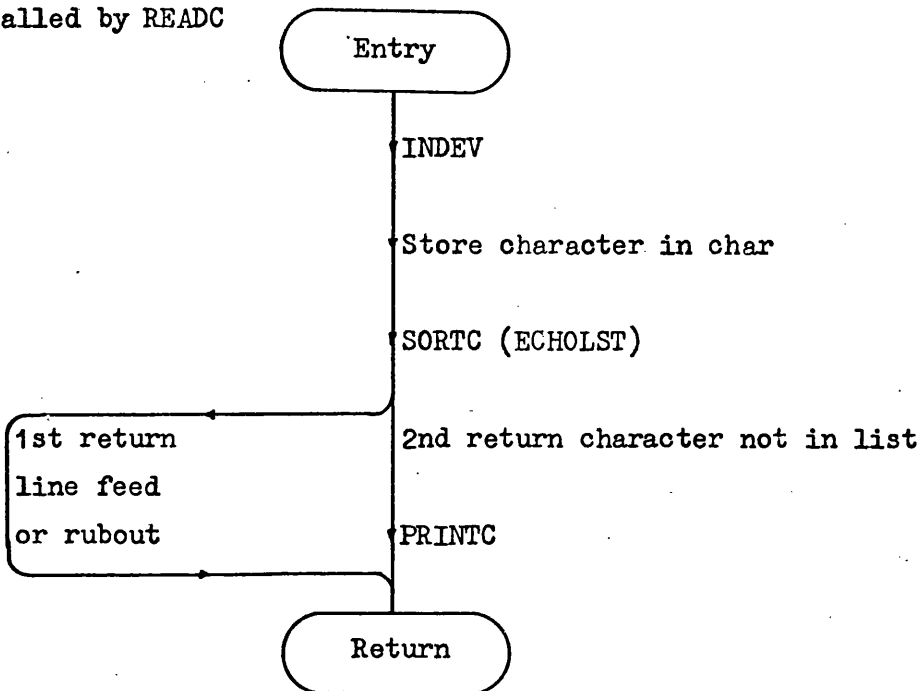 alled by READC
Entry
INDEV
Store character in char
SORTC (ECHOLST)
1st return
2nd return character not in list
line feed
or rubout
PRINTC
Return